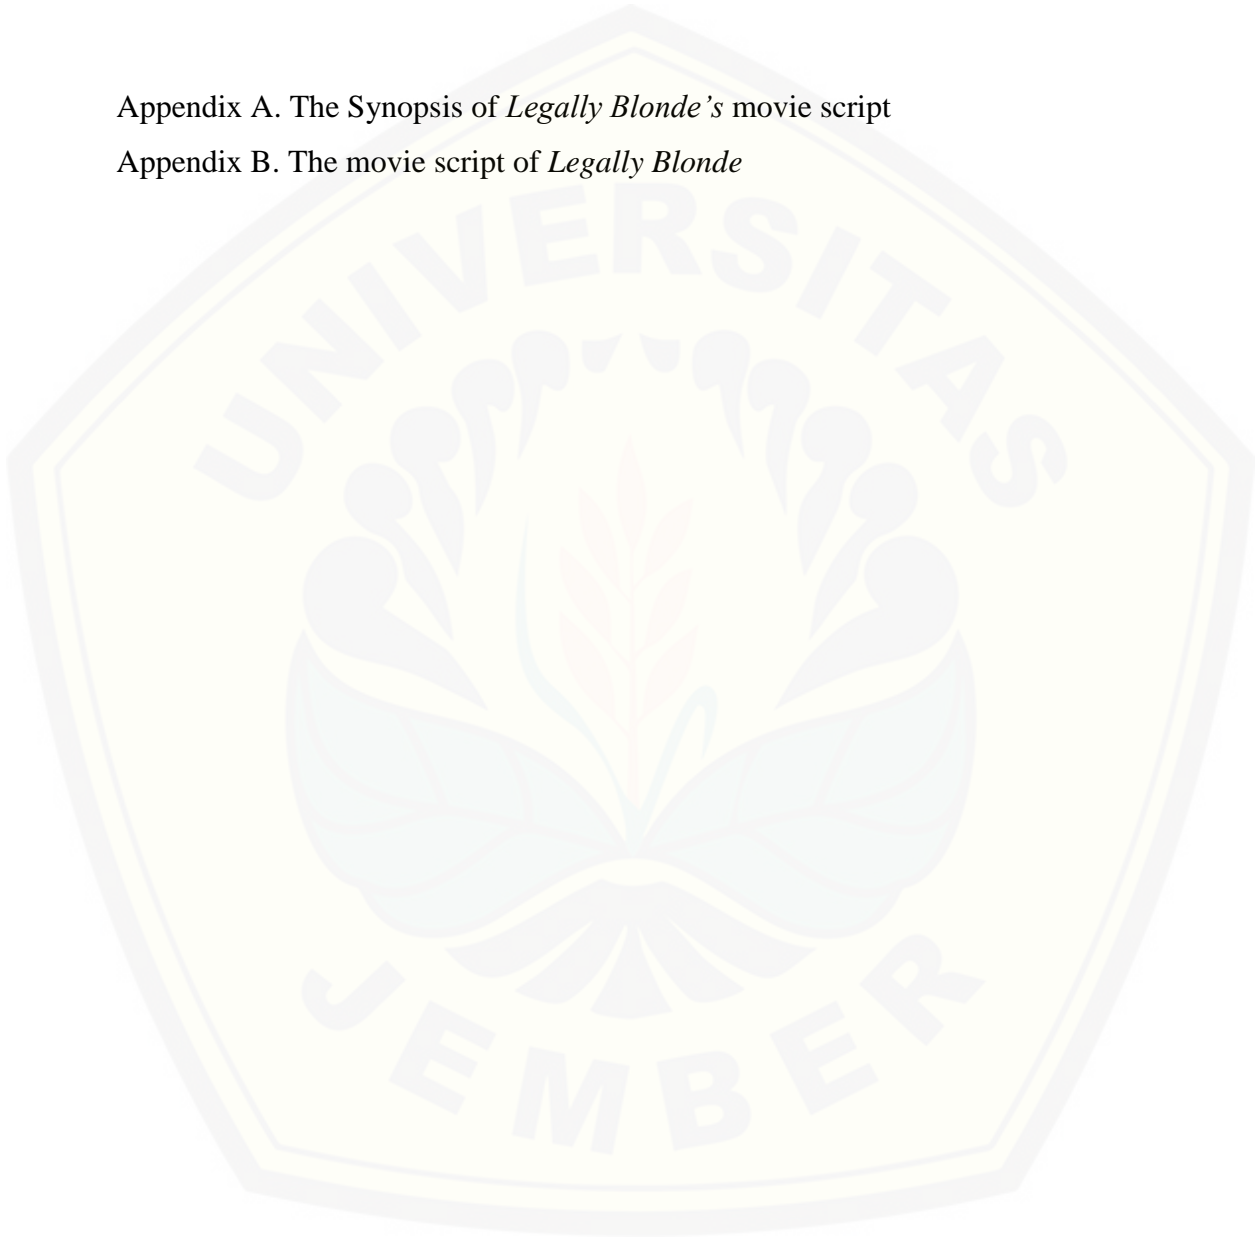 Appendix A. The Synopsis of Legally Blonde’s movie script
Appendix B. The movie script of Legally Blonde
UNIVERSITAS
JEMBER